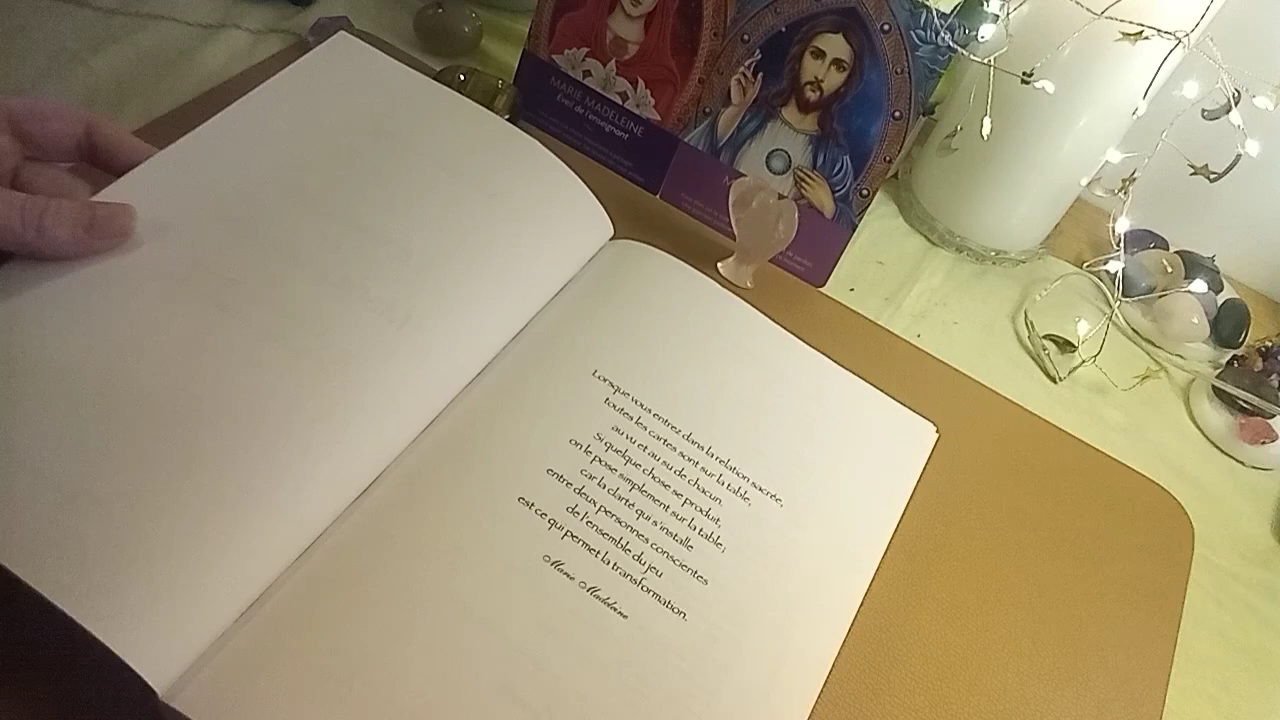 MARIE MADELEINE
Éveil de l'enseignant
Lorsque vous entrez dans la relation sacrée,
toutes les cartes sont sur la table,
au vu et au su de chacun.
Si quelque chose se produit,
on le pose simplement sur la table;
car la clarté qui s'installe
entre deux personnes conscientes
de l'ensemble du jeu
est ce qui permet la transformation.
Marie Madeleine